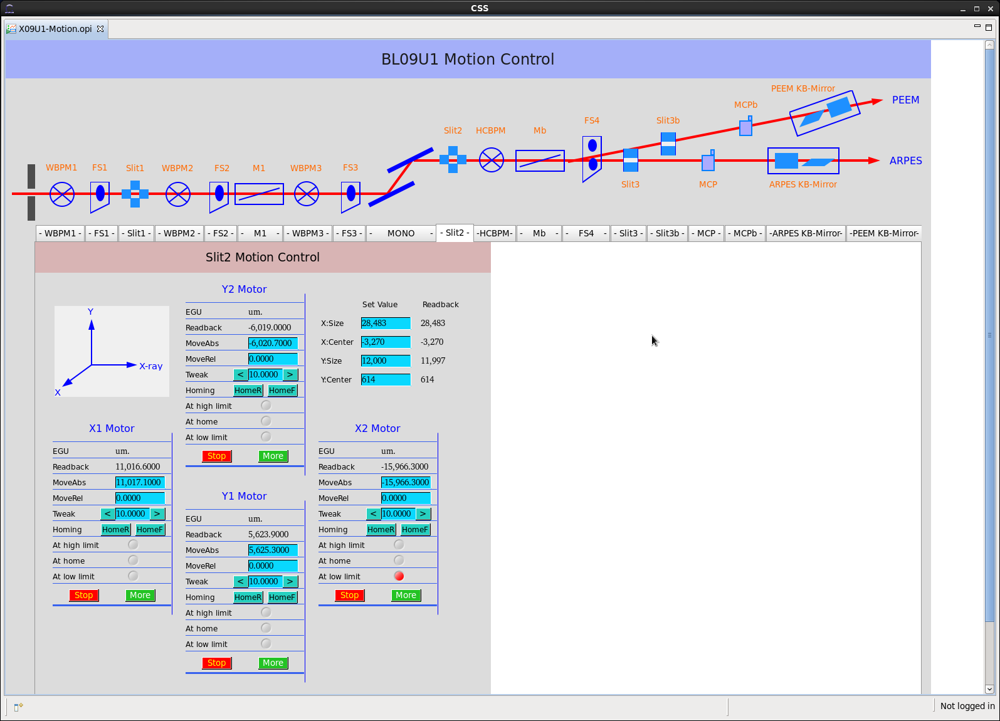 CSS
X09U1-Motion.opi
BL09U1 Motion Control
PEEM KB-Mirror
PEEM
MCPb
Slit2 HCBPM Mb FS4 Slit3b
ARPES
WBPM1 FS1 Slit1 WBPM2 FS2 M1 WBPM3 FS3
Slit3 MCP ARPES KB-Mirror
- WBPM1 - - FS1 - - Slit1 - - WBPM2 - - FS2 - - M1 - - WBPM3 - - FS3 - - MONO - - Slit2 - -HCBPM- - Mb - - FS4 - - Slit3 - - Slit3b - - MCP - - MCPb - -ARPES KB-Mirror- -PEEM KB-Mirror-
Slit2 Motion Control
Y
X-ray
X
Y2 Motor
EGU um.
Readback -6,019.0000
MoveAbs -6,020.7000
MoveRel 0.0000
Tweak < 10.0000 >
Homing HomeR HomeF
At high limit
At home
At low limit
Stop More
Set Value Readback
X:Size 28,483 28,483
X:Center -3,270 -3,270
Y:Size 12,000 11,997
Y:Center 614 614
X1 Motor
EGU um.
Readback 11,016.6000
MoveAbs 11,017.1000
MoveRel 0.0000
Tweak < 10.0000 >
Homing HomeR HomeF
At high limit
At home
At low limit
Stop More
Y1 Motor
EGU um.
Readback 5,623.9000
MoveAbs 5,625.3000
MoveRel 0.0000
Tweak < 10.0000 >
Homing HomeR HomeF
At high limit
At home
At low limit
Stop More
X2 Motor
EGU um.
Readback -15,966.3000
MoveAbs -15,966.3000
MoveRel 0.0000
Tweak < 10.0000 >
Homing HomeR HomeF
At high limit
At home
At low limit
Stop More
Not logged in